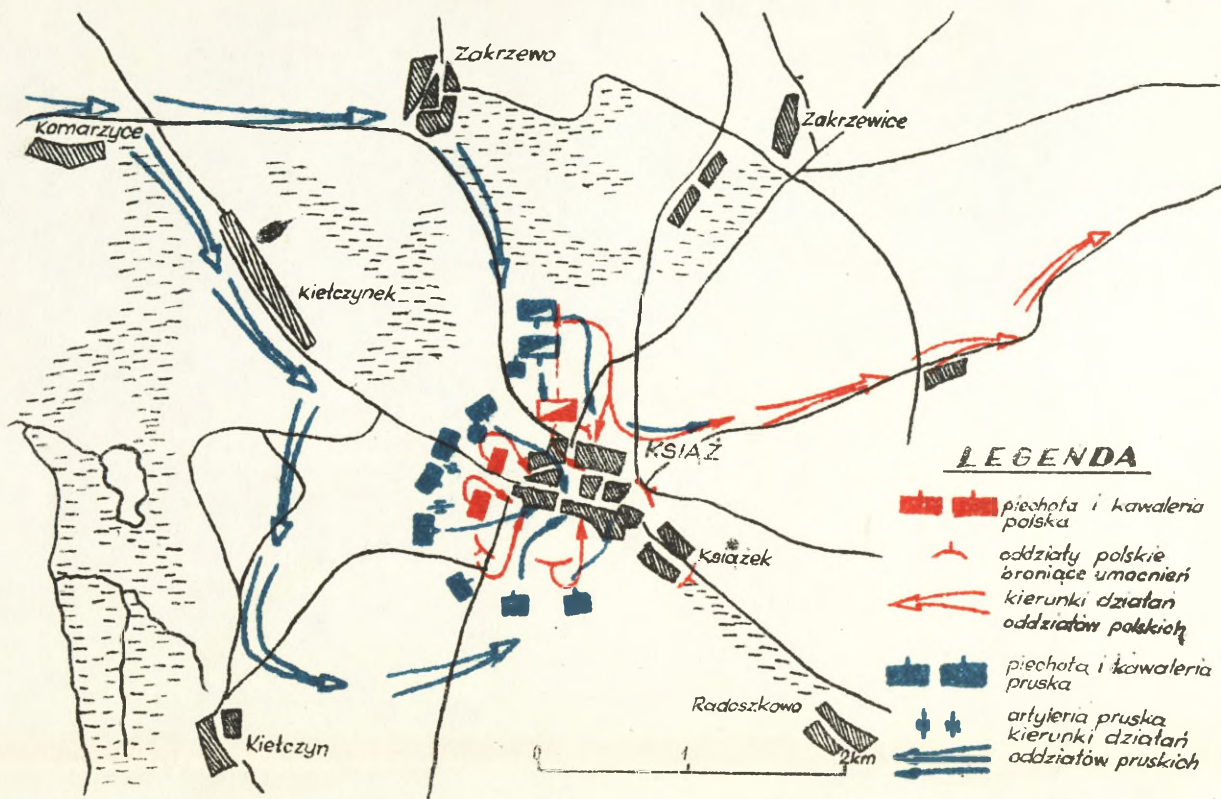 Zakrzewo
Komarzyce
Zakrzewice
Kiełczynek
KSIĄŻ
Książek
Radoszkowo
Kiełczyn
0 1 2km
LEGENDA
piechota i kawaleria
polska
oddziały polskie
broniące umocnień
kierunki działań
oddziałów polskich
piechota i kawaleria
pruska
artyleria pruska
kierunki działań
oddziałów pruskich